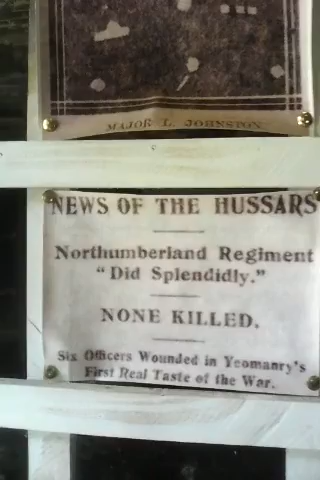 MAJOR L. JOHNSTON
NEWS OF THE HUSSARS
Northumberland Regiment
"Did Splendidly."
NONE KILLED.
Six Officers Wounded in Yeomanry's
First Real Taste of the War.